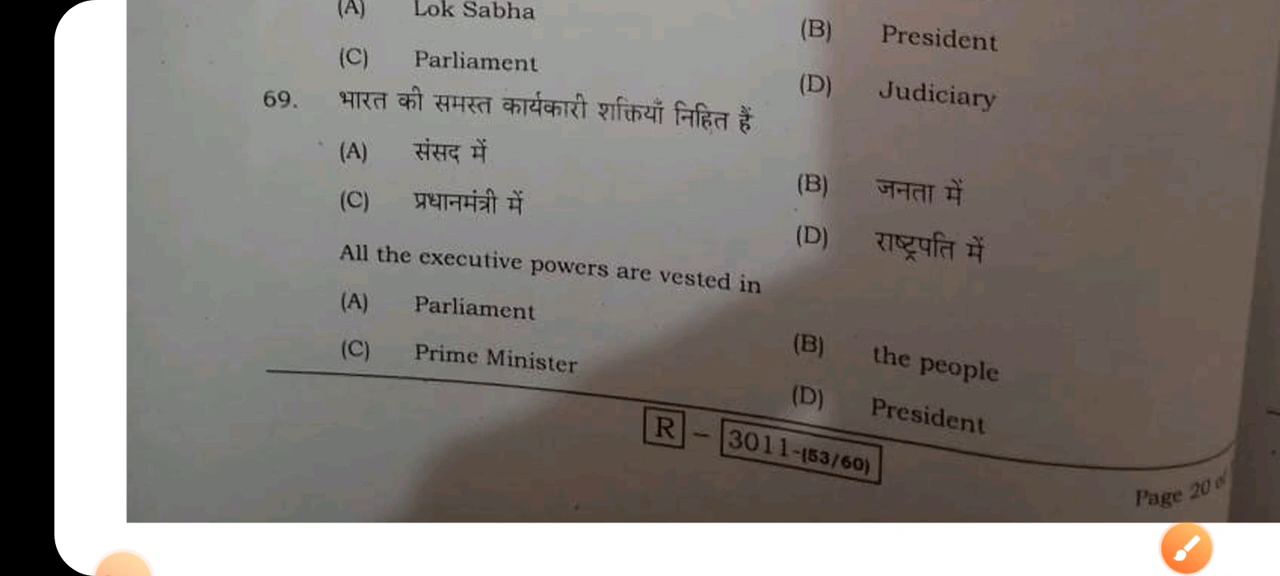 (A) Lok Sabha
(B) President
(C) Parliament
(D) Judiciary
69. भारत की समस्त कार्यकारी शक्तियाँ निहित हैं
(A) संसद में
(B) जनता में
(C) प्रधानमंत्री में
(D) राष्ट्रपति में
All the executive powers are vested in
(A) Parliament
(B) the people
(C) Prime Minister
(D) President
R – 3011-(53/60)
Page 20 of